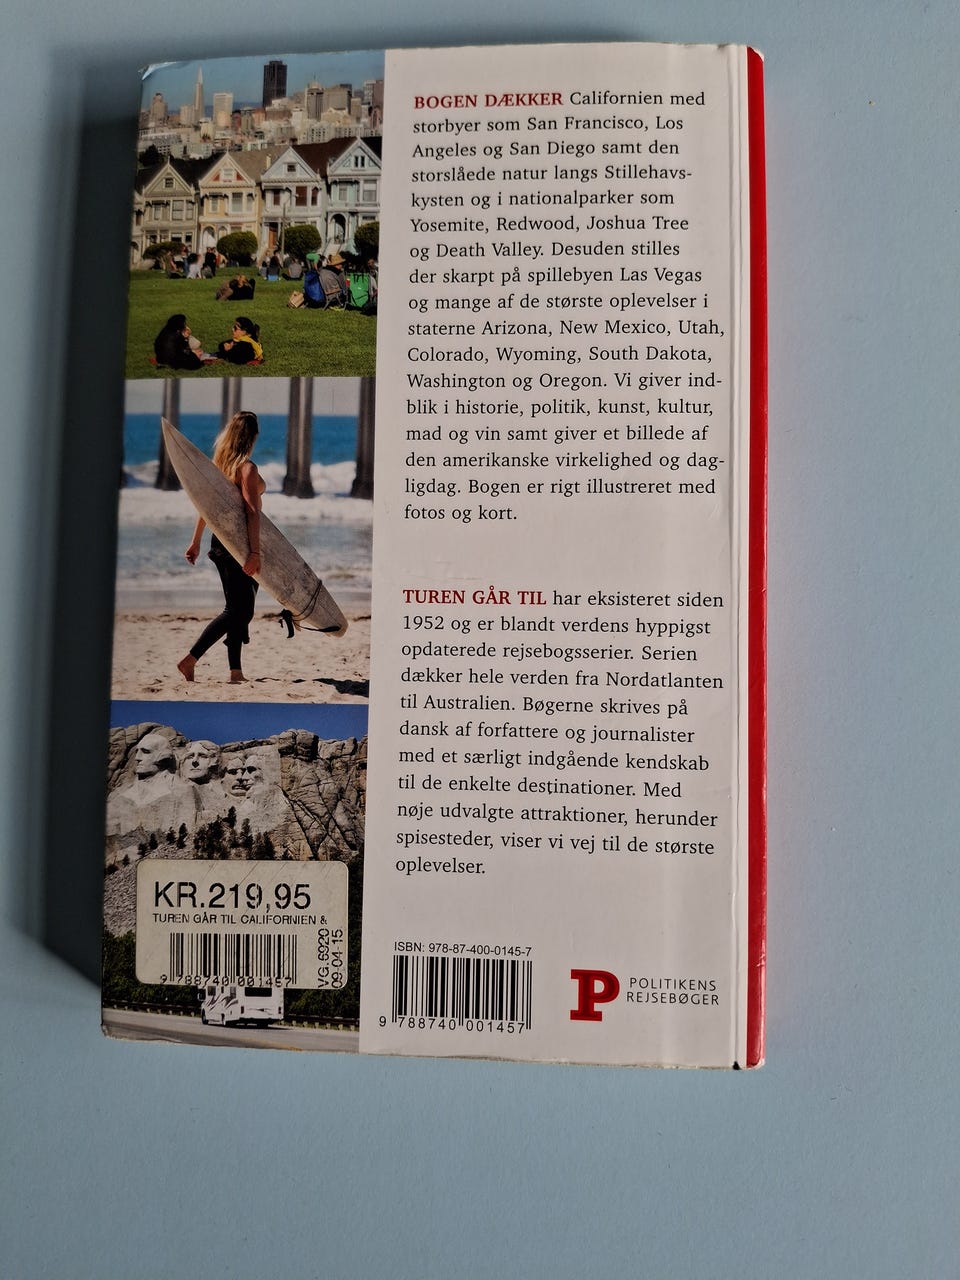 BOGEN DÆKKER Californien med
storbyer som San Francisco, Los
Angeles og San Diego samt den
storslåede natur langs Stillehavs-
kysten og i nationalparker som
Yosemite, Redwood, Joshua Tree
og Death Valley. Desuden stilles
der skarpt på spillebyen Las Vegas
og mange af de største oplevelser i
staterne Arizona, New Mexico, Utah,
Colorado, Wyoming, South Dakota,
Washington og Oregon. Vi giver ind-
blik i historie, politik, kunst, kultur,
mad og vin samt giver et billede af
den amerikanske virkelighed og dag-
ligdag. Bogen er rigt illustreret med
fotos og kort.
TUREN GÅR TIL har eksisteret siden
1952 og er blandt verdens hyppigst
opdaterede rejsebogsserier. Serien
dækker hele verden fra Nordatlanten
til Australien. Bøgerne skrives på
dansk af forfattere og journalister
med et særligt indgående kendskab
til de enkelte destinationer. Med
nøje udvalgte attraktioner, herunder
spisesteder, viser vi vej til de største
oplevelser.
KR.219,95
TUREN GÅR TIL CALIFORNIEN &
9 788740 001457
VG.6920
09-04-15
ISBN: 978-87-400-0145-7
9 788740 001457
P
POLITIKENS
REJSEBØGER